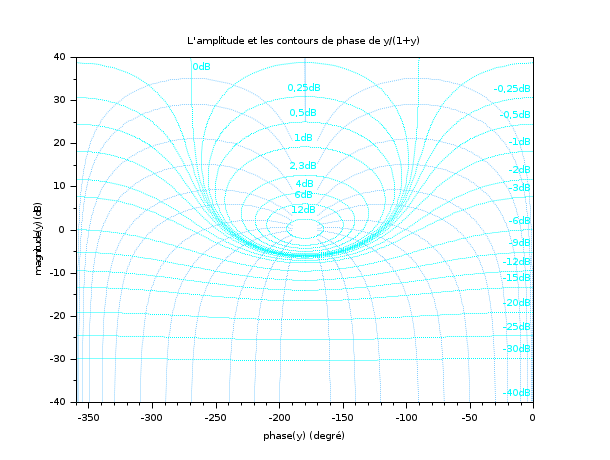 L'amplitude et les contours de phase de y/(1+y)
40
30
20
10
0
-10
-20
-30
-40
magnitude(y) (dB)
0dB
0,25dB
0,5dB
1dB
2,3dB
4dB
6dB
12dB
-0,25dB
-0,5dB
-1dB
-2dB
-3dB
-6dB
-9dB
-12dB
-15dB
-20dB
-25dB
-30dB
-40dB
-350
-300
-250
-200
-150
-100
-50
0
phase(y) (degré)